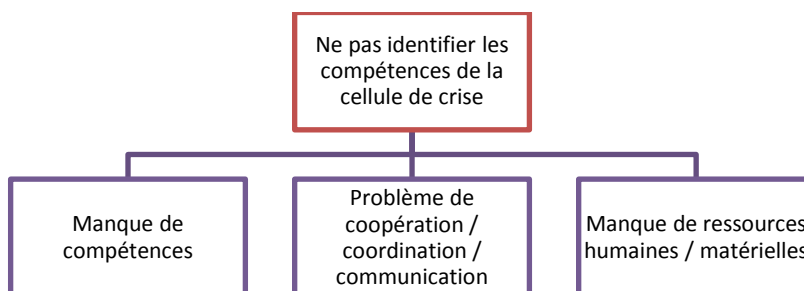 Ne pas identifier les
compétences de la
cellule de crise
Manque de
compétences
Problème de
coopération /
coordination /
communication
Manque de ressources
humaines / matérielles